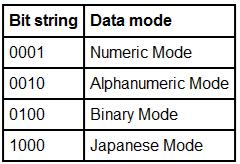 Bit string Data mode
0001 Numeric Mode
0010 Alphanumeric Mode
0100 Binary Mode
1000 Japanese Mode